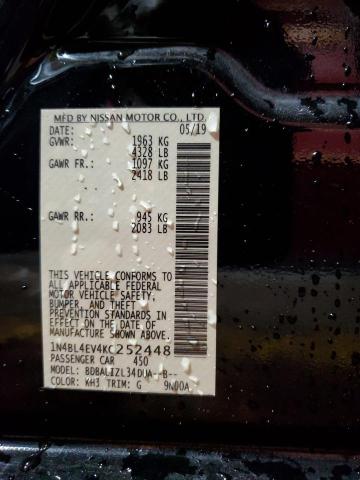 MFD BY NISSAN MOTOR CO., LTD.
DATE: 05/19
GVWR: 1963 KG
4328 LB
GAWR FR: 1097 KG
2418 LB
GAWR RR: 945 KG
2083 LB
THIS VEHICLE CONFORMS TO
ALL APPLICABLE FEDERAL
MOTOR VEHICLE SAFETY,
BUMPER, AND THEFT
PREVENTION STANDARDS IN
EFFECT ON THE DATE OF
MANUFACTURE SHOWN ABOVE.
1N4BL4EV4KC252448
PASSENGER CAR 450
MODEL: BDBALIZL34DUA--B--
COLOR: KH3 TRIM: G 9N00A